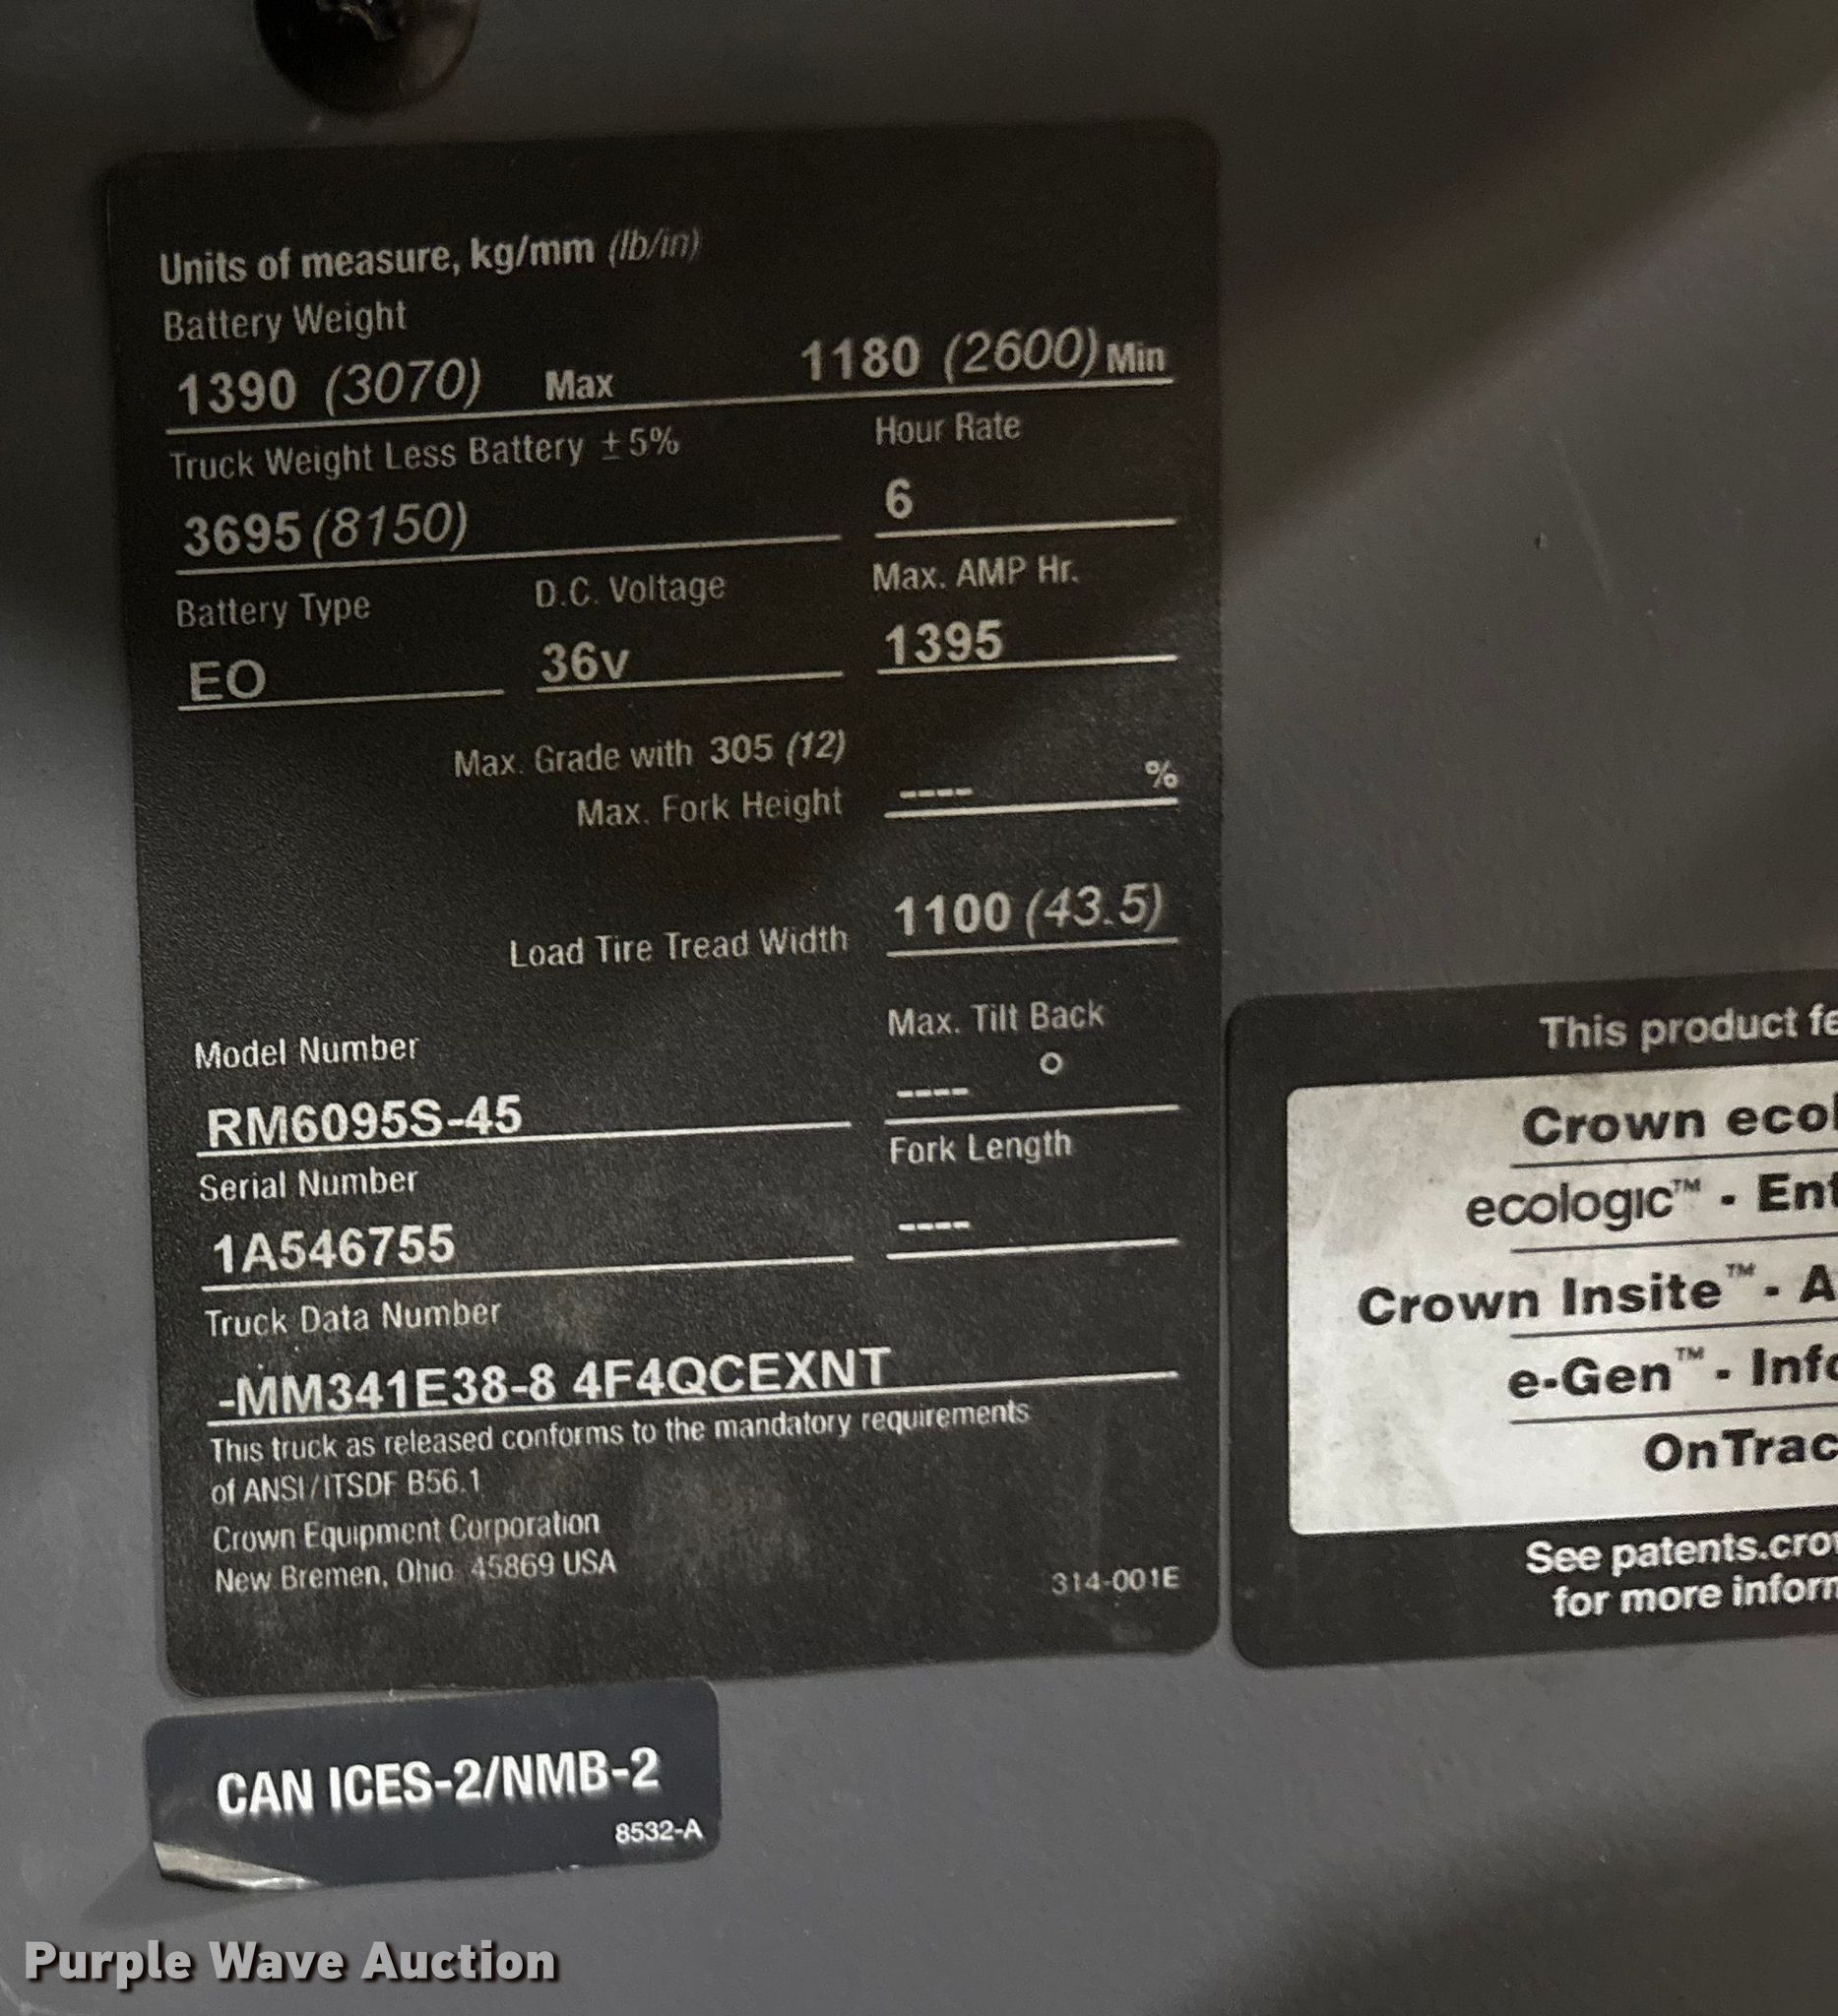 Units of measure, kg/mm (lb/in)
Battery Weight
1390 (3070) Max 1180 (2600) Min
Truck Weight Less Battery ±5% Hour Rate
3695 (8150) 6
Battery Type D.C. Voltage Max. AMP Hr.
EO 36v 1395
Max. Grade with 305 (12)
Max. Fork Height ---- %
Load Tire Tread Width 1100 (43.5)
Model Number Max. Tilt Back
RM6095S-45 ---- °
Serial Number Fork Length
1A546755 ----
Truck Data Number
-MM341E38-8 4F4QCEXNT
This truck as released conforms to the mandatory requirements
of ANSI/ITSDF B56.1
Crown Equipment Corporation
New Bremen, Ohio 45869 USA
314-001E
CAN ICES-2/NMB-2
8532-A
This product fe
Crown ecol
ecologic™ - Ent
Crown Insite™ - A
e-Gen™ - Info
OnTrac
See patents.crow
for more inform
Purple Wave Auction